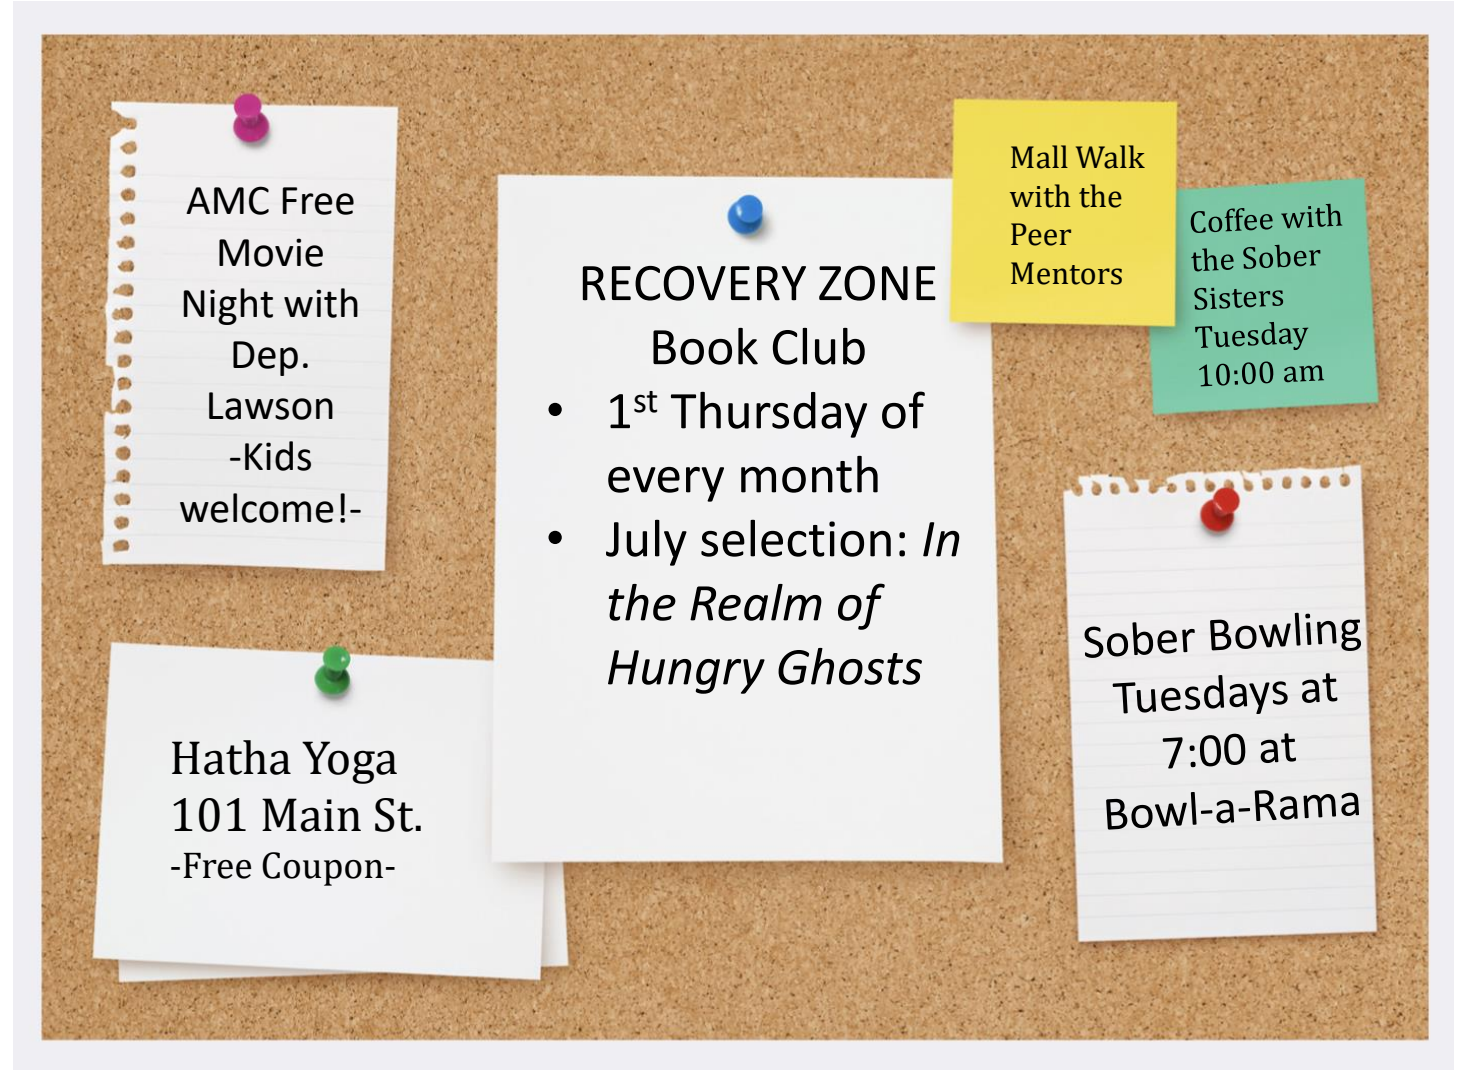 AMC Free
Movie
Night with
Dep.
Lawson
-Kids
welcome!-
RECOVERY ZONE
Book Club
• 1st Thursday of
every month
• July selection: In
the Realm of
Hungry Ghosts
Mall Walk
with the
Peer
Mentors
Coffee with
the Sober
Sisters
Tuesday
10:00 am
Hatha Yoga
101 Main St.
-Free Coupon-
Sober Bowling
Tuesdays at
7:00 at
Bowl-a-Rama